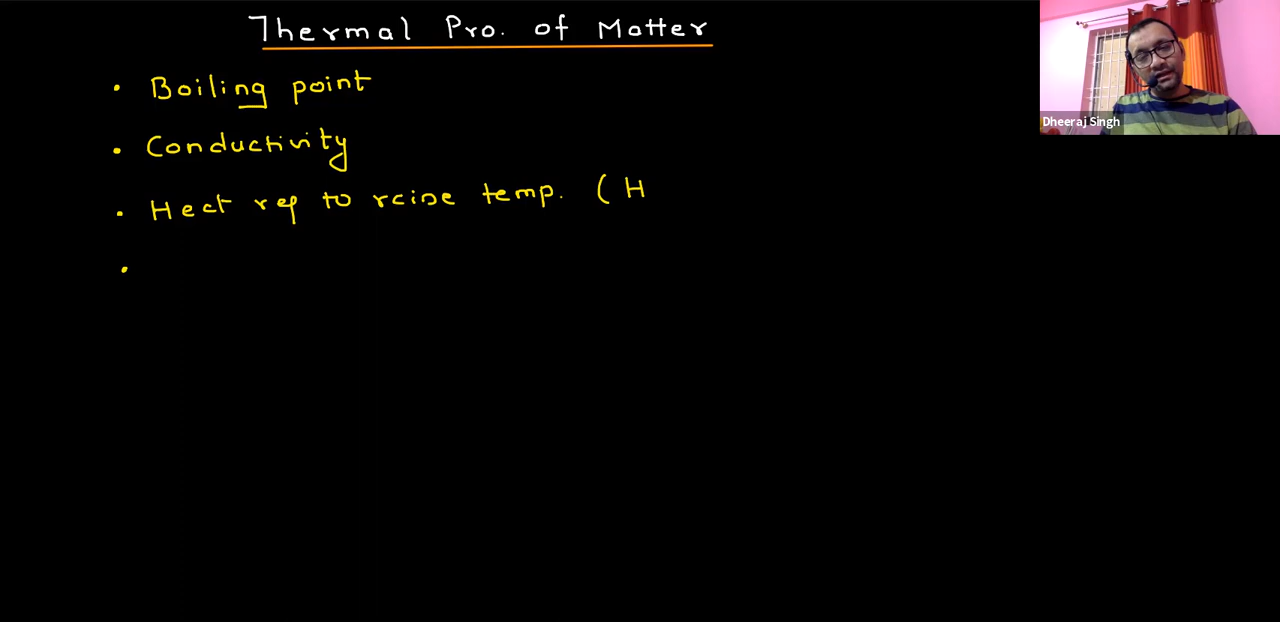 Thermal Pro. of Matter
Dheeraj Singh
• Boiling point
• Conductivity
• Heat req to raise temp. ( H
•